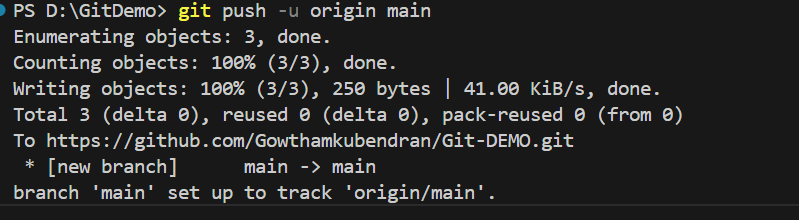 PS D:\GitDemo> git push -u origin main
Enumerating objects: 3, done.
Counting objects: 100% (3/3), done.
Writing objects: 100% (3/3), 250 bytes | 41.00 KiB/s, done.
Total 3 (delta 0), reused 0 (delta 0), pack-reused 0 (from 0)
To https://github.com/Gowthamkubendran/Git-DEMO.git
 * [new branch]      main -> main
branch 'main' set up to track 'origin/main'.